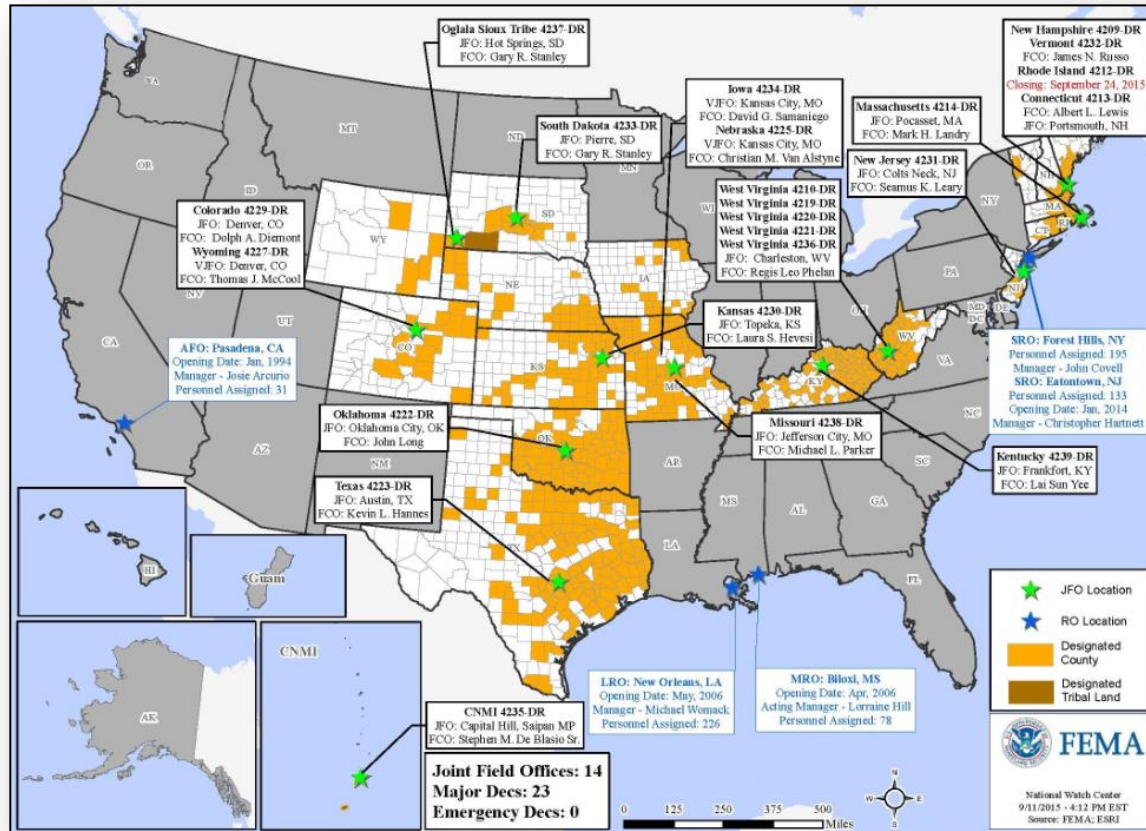 Oglala Sioux Tribe 4237-DR
JFO: Hot Springs, SD
FCO: Gary R. Stanley
New Hampshire 4209-DR
Vermont 4232-DR
FCO: James N. Russo
Rhode Island 4212-DR
Closing: September 24, 2015
Connecticut 4213-DR
FCO: Albert L. Lewis
JFO: Portsmouth, NH
Iowa 4234-DR
VJFO: Kansas City, MO
FCO: David G. Samaniego
Nebraska 4225-DR
VJFO: Kansas City, MO
FCO: Christian M. Van Alstyne
Massachusetts 4214-DR
JFO: Pocasset, MA
FCO: Mark H. Landry
South Dakota 4233-DR
JFO: Pierre, SD
FCO: Gary R. Stanley
New Jersey 4231-DR
JFO: Colts Neck, NJ
FCO: Seamus K. Leary
West Virginia 4210-DR
West Virginia 4219-DR
West Virginia 4220-DR
West Virginia 4221-DR
West Virginia 4236-DR
JFO: Charleston, WV
FCO: Regis Leo Phelan
Colorado 4229-DR
JFO: Denver, CO
FCO: Dolph A. Diemont
Wyoming 4227-DR
VJFO: Denver, CO
FCO: Thomas J. McCool
Kansas 4230-DR
JFO: Topeka, KS
FCO: Laura S. Hevesi
AFO: Pasadena, CA
Opening Date: Jan, 1994
Manager - Josie Arcurio
Personnel Assigned: 31
SRO: Forest Hills, NY
Personnel Assigned: 195
Manager - John Covell
SRO: Eatontown, NJ
Personnel Assigned: 133
Opening Date: Jan, 2014
Manager - Christopher Hartnett
Oklahoma 4222-DR
JFO: Oklahoma City, OK
FCO: John Long
Missouri 4238-DR
JFO: Jefferson City, MO
FCO: Michael L. Parker
Kentucky 4239-DR
JFO: Frankfort, KY
FCO: Lai Sun Yee
Texas 4223-DR
JFO: Austin, TX
FCO: Kevin L. Hannes
WA
MT
ND
MN
OR
ID
WY
SD
WI
NY
NH
MA
RI
CT
NV
UT
CA
CO
NE
IA
PA
NJ
OH
MD
DE
DC
WV
VA
KS
MO
KY
NC
AZ
NM
OK
AR
SC
TX
LA
MS
AL
GA
FL
HI
Guam
AK
CNMI
LRO: New Orleans, LA
Opening Date: May, 2006
Manager - Michael Womack
Personnel Assigned: 226
MRO: Biloxi, MS
Opening Date: Apr, 2006
Acting Manager - Lorraine Hill
Personnel Assigned: 78
CNMI 4235-DR
JFO: Capital Hill, Saipan MP
FCO: Stephen M. De Blasio Sr.
Joint Field Offices: 14
Major Decs: 23
Emergency Decs: 0
N
W
E
S
0 125 250 375 500
Miles
JFO Location
RO Location
Designated
County
Designated
Tribal Land
FEMA
National Watch Center
9/11/2015 - 4:12 PM EST
Source: FEMA; ESRI